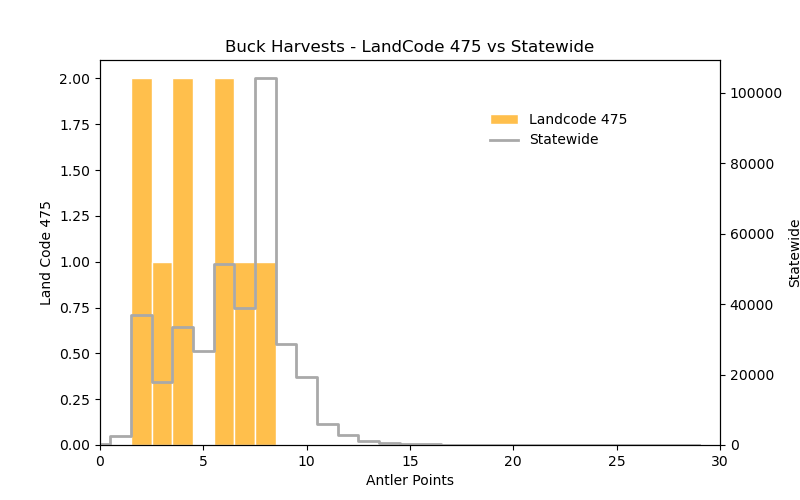 Buck Harvests - LandCode 475 vs Statewide
Land Code 475
2.00
1.75
1.50
1.25
1.00
0.75
0.50
0.25
0.00
Landcode 475
Statewide
100000
80000
60000
40000
20000
0
Statewide
0 5 10 15 20 25 30
Antler Points